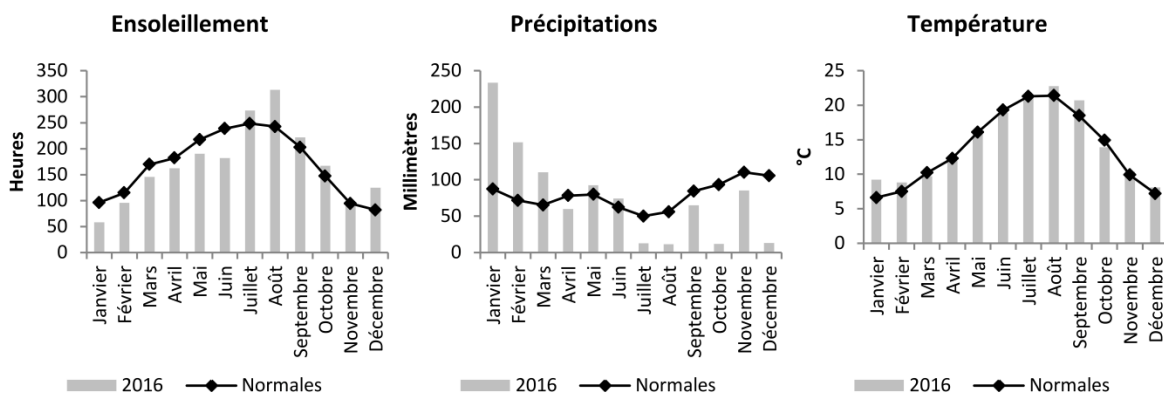 Ensoleillement
Heures
350
300
250
200
150
100
50
0
Janvier
Février
Mars
Avril
Mai
Juin
Juillet
Août
Septembre
Octobre
Novembre
Décembre
2016
Normales
Précipitations
Millimètres
250
200
150
100
50
0
Janvier
Février
Mars
Avril
Mai
Juin
Juillet
Août
Septembre
Octobre
Novembre
Décembre
2016
Normales
Température
°C
25
20
15
10
5
0
Janvier
Février
Mars
Avril
Mai
Juin
Juillet
Août
Septembre
Octobre
Novembre
Décembre
2016
Normales